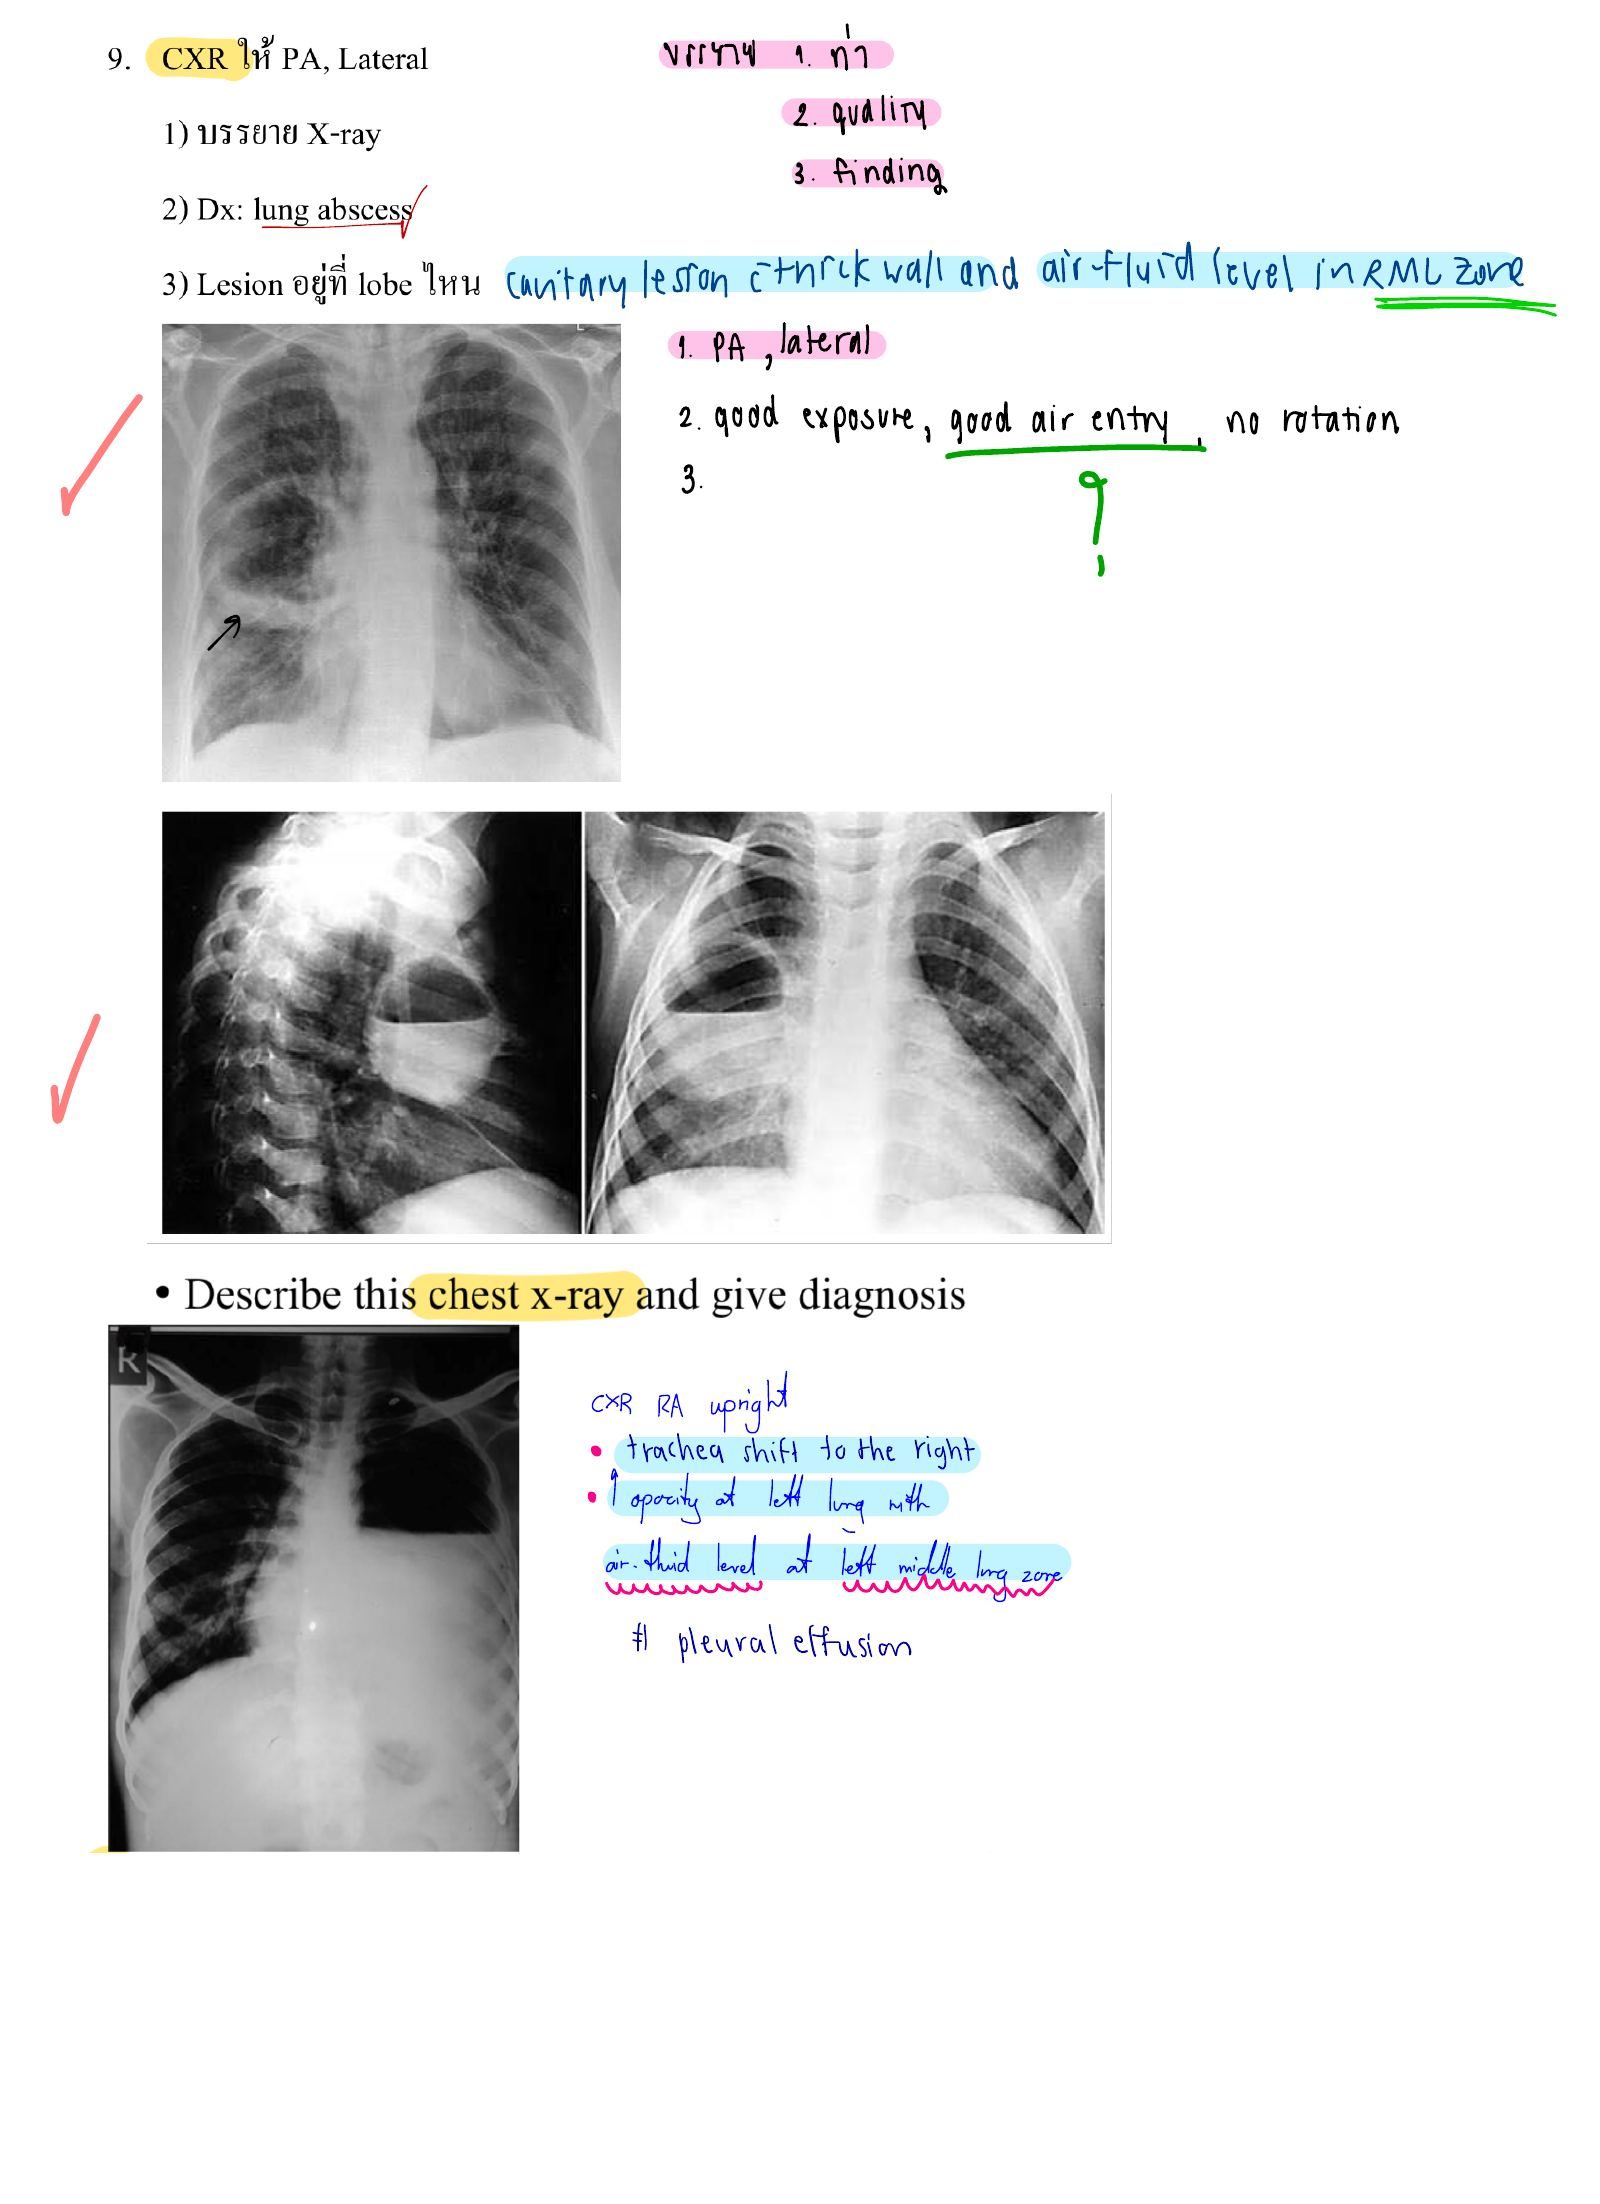 9. CXR ให้ PA, Lateral
บรรยาย 1. ท่า
2. quality
3. finding
1) บรรยาย X-ray
2) Dx: lung abscess
3) Lesion อยู่ที่ lobe ไหน
cavitary lesion c̄ thick wall and air-fluid level in RML zone
1. PA, lateral
2. good exposure, good air entry, no rotation
3.
?
• Describe this chest x-ray and give diagnosis
R
CXR RA upright
• trachea shift to the right
• ↑ opacity at left lung with
air-fluid level at left middle lung zone
# pleural effusion